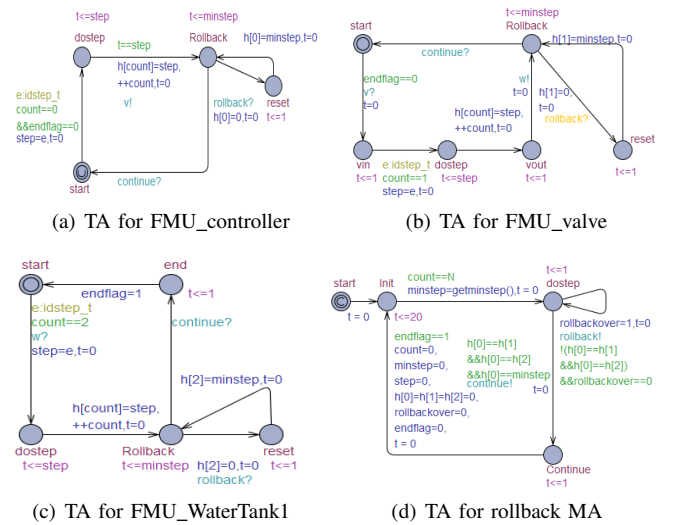 t<=step
dostep
t==step
h[count]=step,
++count,t=0
v!
t<=minstep
Rollback
h[0]=minstep,t=0
e:idstep_t
count==0
&&endflag==0
step=e,t=0
rollback?
h[0]=0,t=0
reset
t<=1
continue?
start
(a) TA for FMU_controller
start
continue?
t<=minstep
Rollback
h[1]=minstep,t=0
endflag==0
v?
t=0
w!
t=0
h[1]=0,
t=0
rollback?
h[count]=step,
++count,t=0
vin
t<=1
e:idstep_t
count==1
step=e,t=0
dostep
t<=step
vout
t<=1
reset
t<=1
(b) TA for FMU_valve
start
end
endflag=1
t<=1
e:idstep_t
count==2
w?
step=e,t=0
continue?
h[2]=minstep,t=0
h[count]=step,
++count,t=0
dostep
t<=step
Rollback
t<=minstep
h[2]=0,t=0
rollback?
reset
t<=1
(c) TA for FMU_WaterTank1
start
t = 0
Init
t<=20
count==N
minstep=getminstep(),t = 0
t<=1
dostep
rollbackover=1,t=0
rollback!
!(h[0]==h[1]
&&h[0]==h[2])
&&rollbackover==0
endflag==1
count=0,
minstep=0,
step=0,
h[0]=h[1]=h[2]=0,
rollbackover=0,
endflag=0,
t = 0
h[0]==h[1]
&&h[0]==h[2]
&&h[0]==minstep
continue!
t=0
Continue
t<=1
(d) TA for rollback MA